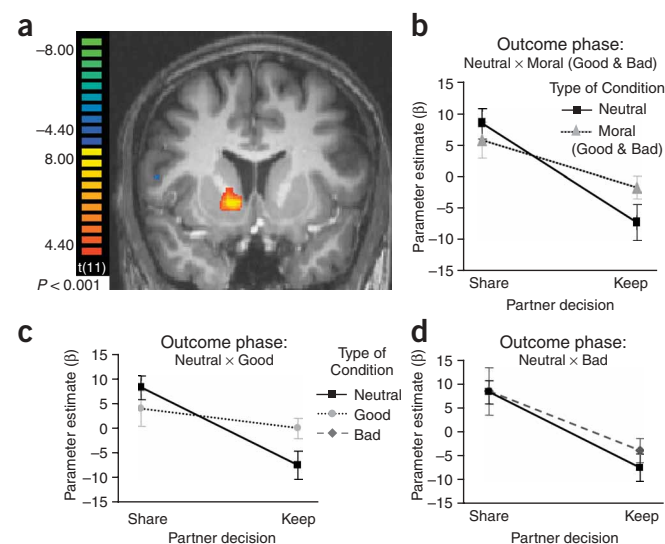 a
−8.00
−4.40
8.00
4.40
t(11)
P < 0.001
b
Outcome phase:
Neutral × Moral (Good & Bad)
Parameter estimate (β)
15
10
5
0
−5
−10
−15
Type of Condition
Neutral
Moral
(Good & Bad)
Share
Keep
Partner decision
c
Outcome phase:
Neutral × Good
Parameter estimate (β)
15
10
5
0
−5
−10
−15
Share
Keep
Partner decision
Type of
Condition
Neutral
Good
Bad
d
Outcome phase:
Neutral × Bad
Parameter estimate (β)
15
10
5
0
−5
−10
−15
Share
Keep
Partner decision